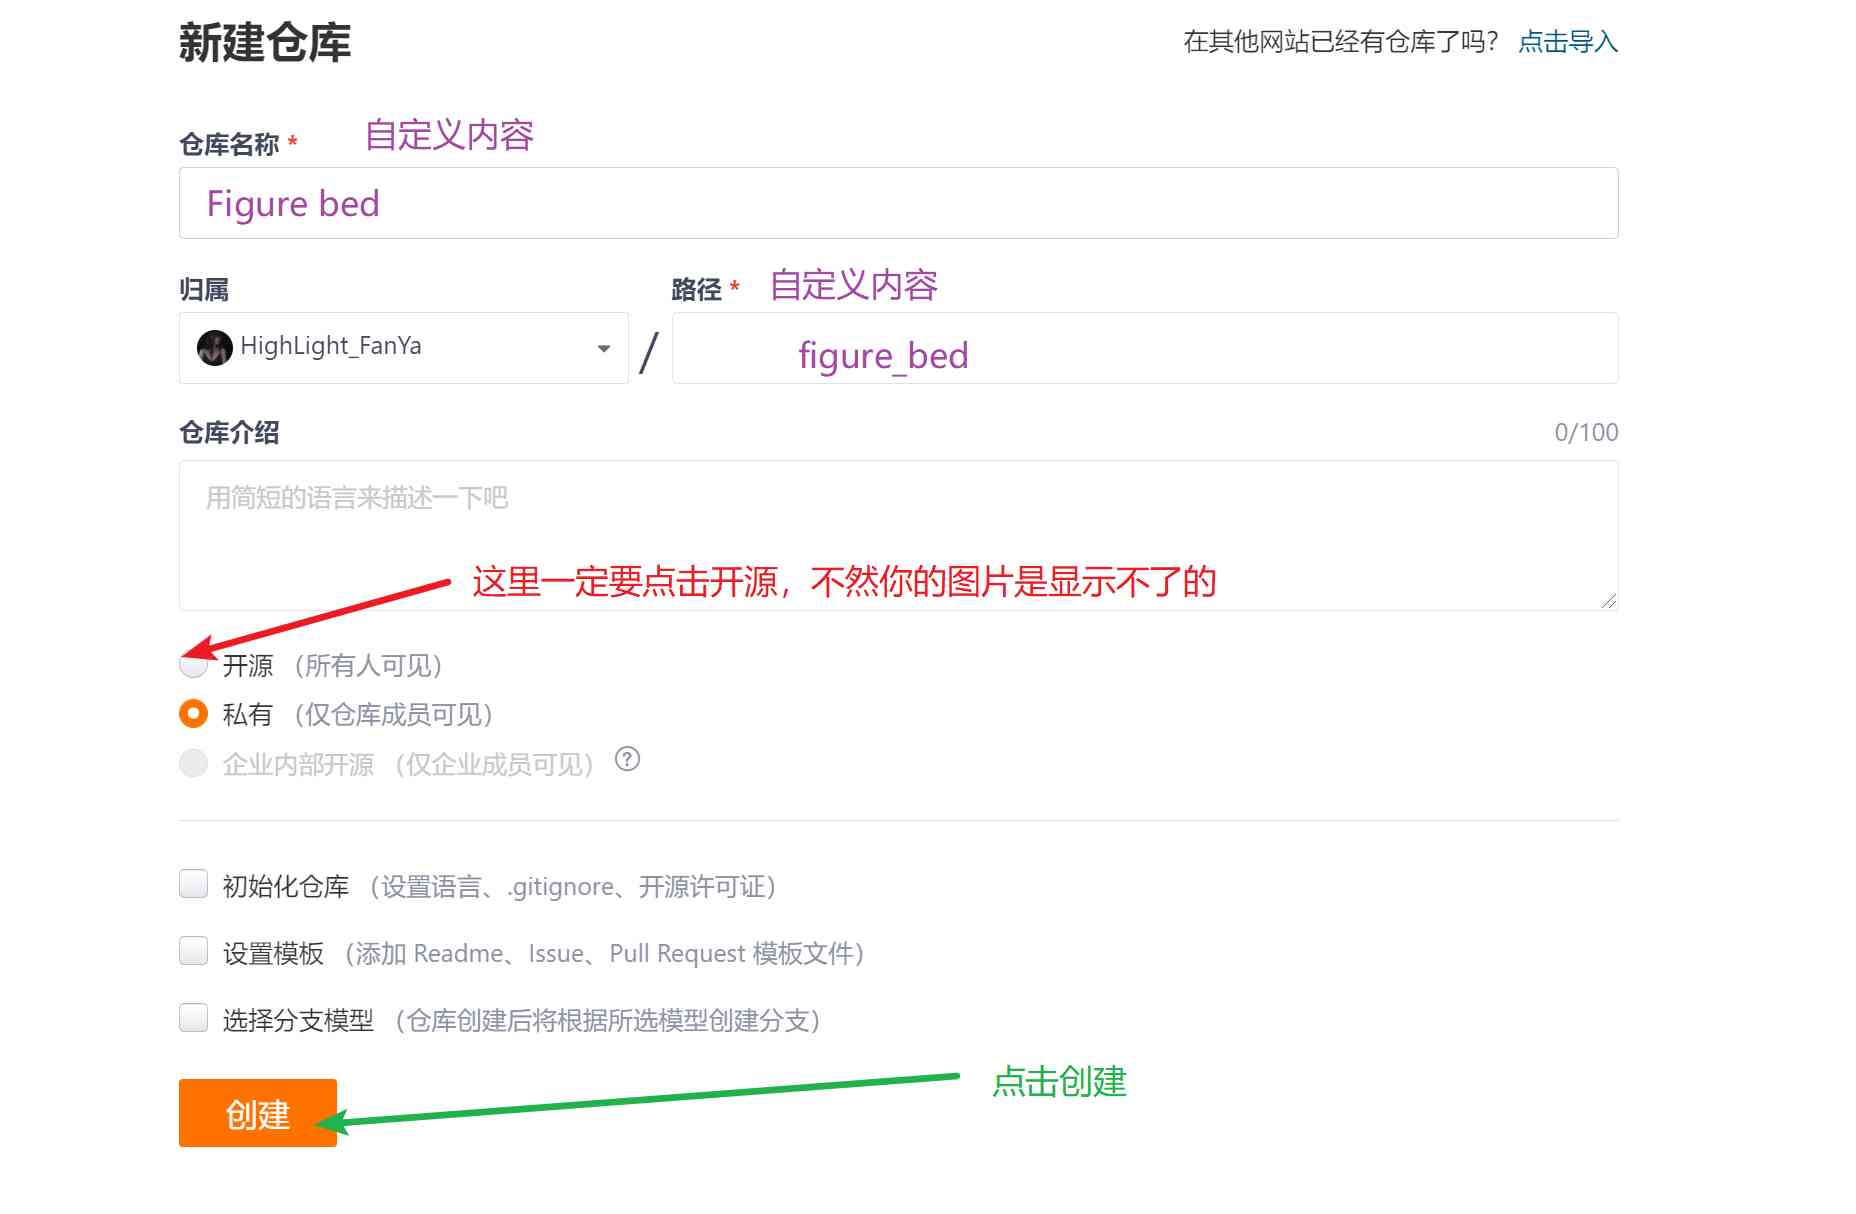 新建仓库
在其他网站已经有仓库了吗? 点击导入
仓库名称 * 自定义内容
Figure bed
归属
路径 * 自定义内容
HighLight_FanYa / figure_bed
仓库介绍
0/100
用简短的语言来描述一下吧
这里一定要点击开源，不然你的图片是显示不了的
开源 （所有人可见）
私有 （仅仓库成员可见）
企业内部开源 （仅企业成员可见） ?
初始化仓库 （设置语言、.gitignore、开源许可证）
设置模板 （添加 Readme、Issue、Pull Request 模板文件）
选择分支模型 （仓库创建后将根据所选模型创建分支）
点击创建
创建